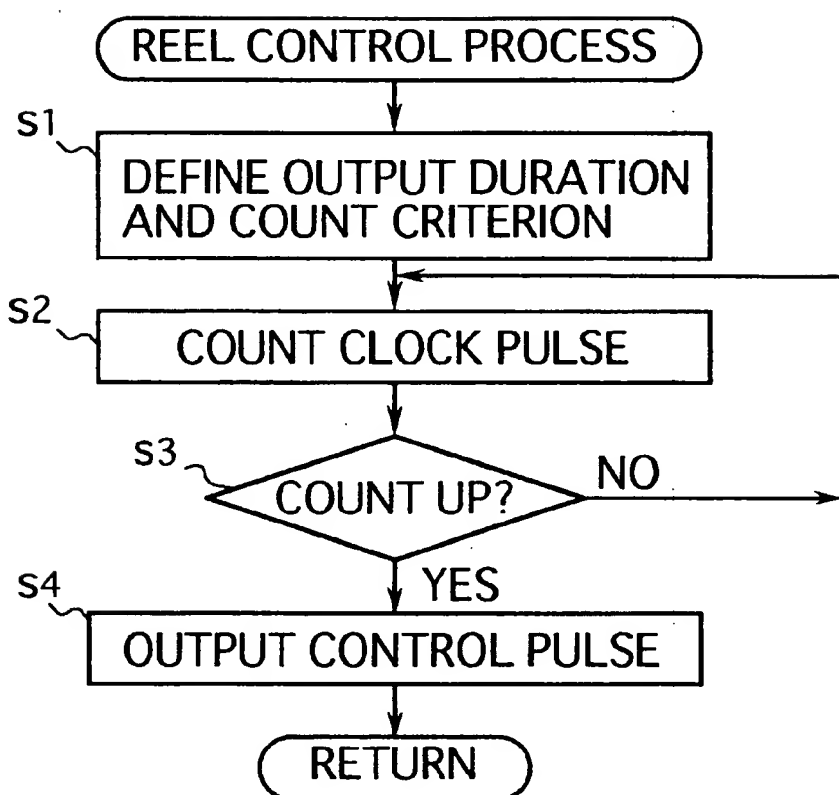 REEL CONTROL PROCESS
S1
DEFINE OUTPUT DURATION
AND COUNT CRITERION
S2
COUNT CLOCK PULSE
S3
COUNT UP?
NO
YES
S4
OUTPUT CONTROL PULSE
RETURN